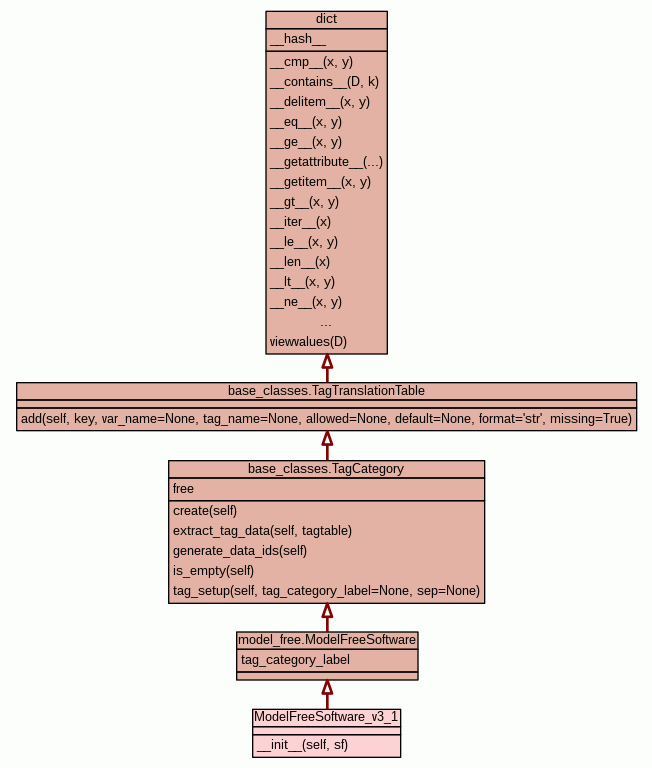 dict
__hash__
__cmp__(x, y)
__contains__(D, k)
__delitem__(x, y)
__eq__(x, y)
__ge__(x, y)
__getattribute__(...)
__getitem__(x, y)
__gt__(x, y)
__iter__(x)
__le__(x, y)
__len__(x)
__lt__(x, y)
__ne__(x, y)
...
viewvalues(D)
base_classes.TagTranslationTable
add(self, key, var_name=None, tag_name=None, allowed=None, default=None, format='str', missing=True)
base_classes.TagCategory
free
create(self)
extract_tag_data(self, tagtable)
generate_data_ids(self)
is_empty(self)
tag_setup(self, tag_category_label=None, sep=None)
model_free.ModelFreeSoftware
tag_category_label
ModelFreeSoftware_v3_1
__init__(self, sf)